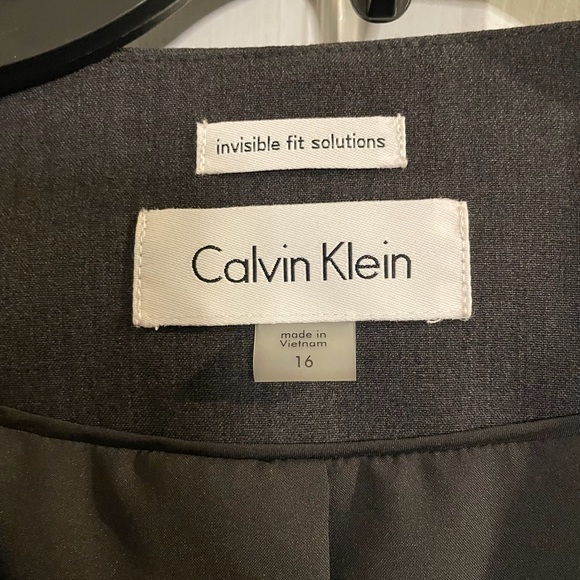 invisible fit solutions
Calvin Klein
made in
Vietnam
16